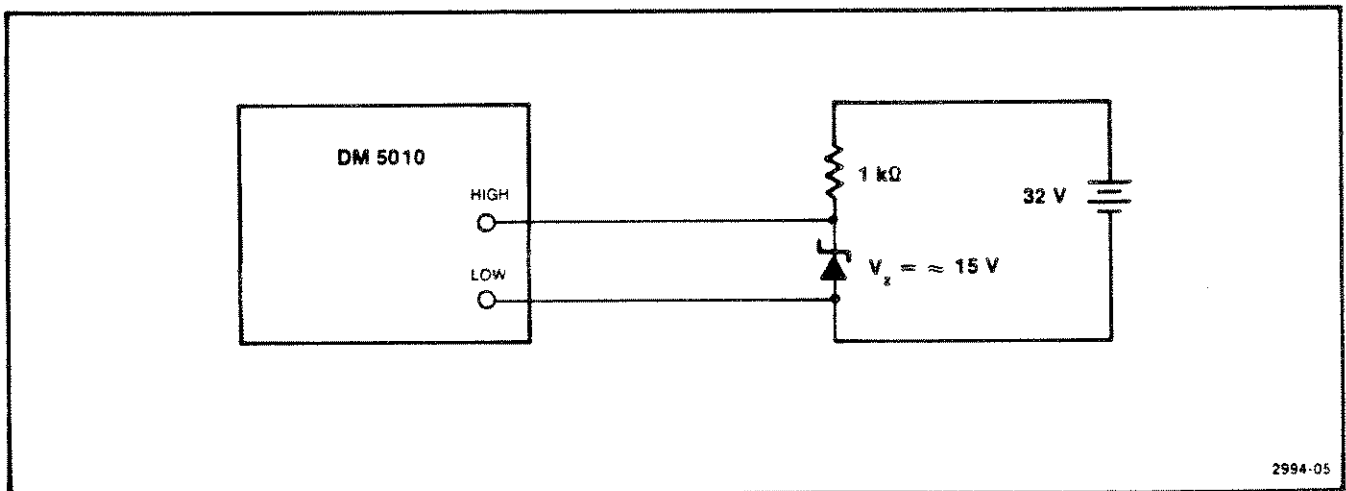 DM 5010
HIGH
LOW
1 kΩ
V_z = ≈ 15 V
32 V
2994-05